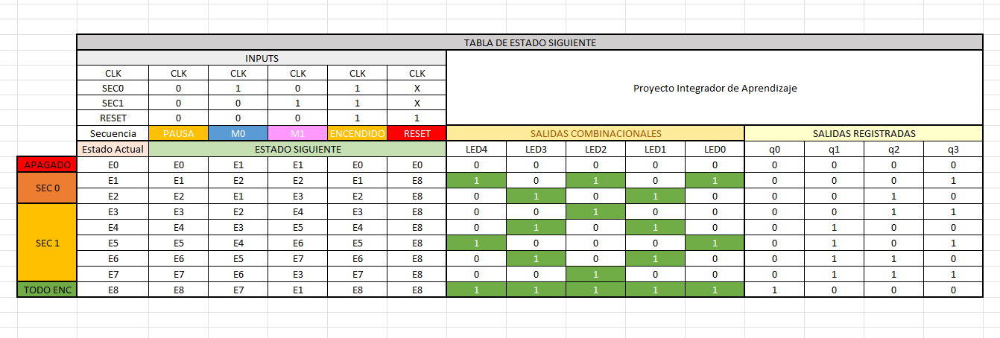 TABLA DE ESTADO SIGUIENTE
INPUTS
Proyecto Integrador de Aprendizaje
CLK CLK CLK CLK CLK CLK
SEC0 0 1 0 1 X
SEC1 0 0 1 1 X
RESET 0 0 0 1 1
Secuencia PAUSA M0 M1 ENCENDIDO RESET SALIDAS COMBINACIONALES SALIDAS REGISTRADAS
Estado Actual ESTADO SIGUIENTE LED4 LED3 LED2 LED1 LED0 q0 q1 q2 q3
APAGADO E0 E0 E1 E1 E0 E0 0 0 0 0 0 0 0 0 0
SEC 0
E1 E1 E2 E2 E1 E8 1 0 1 0 1 0 0 0 1
E2 E2 E1 E3 E2 E8 0 1 0 1 0 0 0 1 0
SEC 1
E3 E3 E2 E4 E3 E8 0 0 1 0 0 0 0 1 1
E4 E4 E3 E5 E4 E8 0 1 0 1 0 0 1 0 0
E5 E5 E4 E6 E5 E8 1 0 0 0 1 0 1 0 1
E6 E6 E5 E7 E6 E8 0 1 0 1 0 0 1 1 0
E7 E7 E6 E3 E7 E8 0 0 1 0 0 0 1 1 1
TODO ENC E8 E8 E7 E1 E8 E8 1 1 1 1 1 1 0 0 0